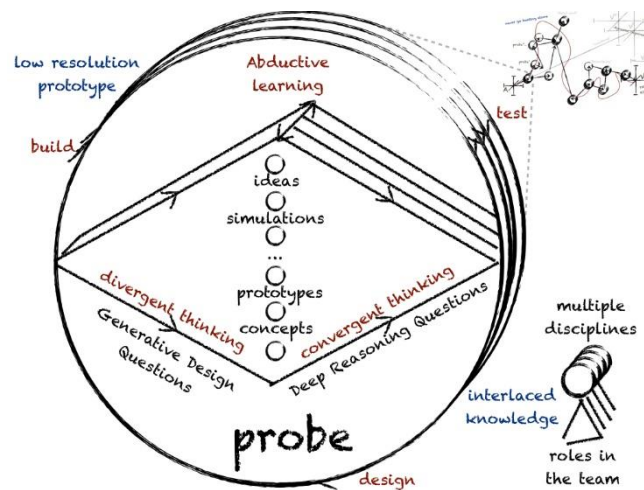 low resolution
prototype
Abductive
learning
build
test
ideas
simulations
...
prototypes
concepts
divergent thinking
Generative Design
Questions
convergent thinking
Deep Reasoning Questions
multiple
disciplines
interlaced
knowledge
roles in
the team
probe
design